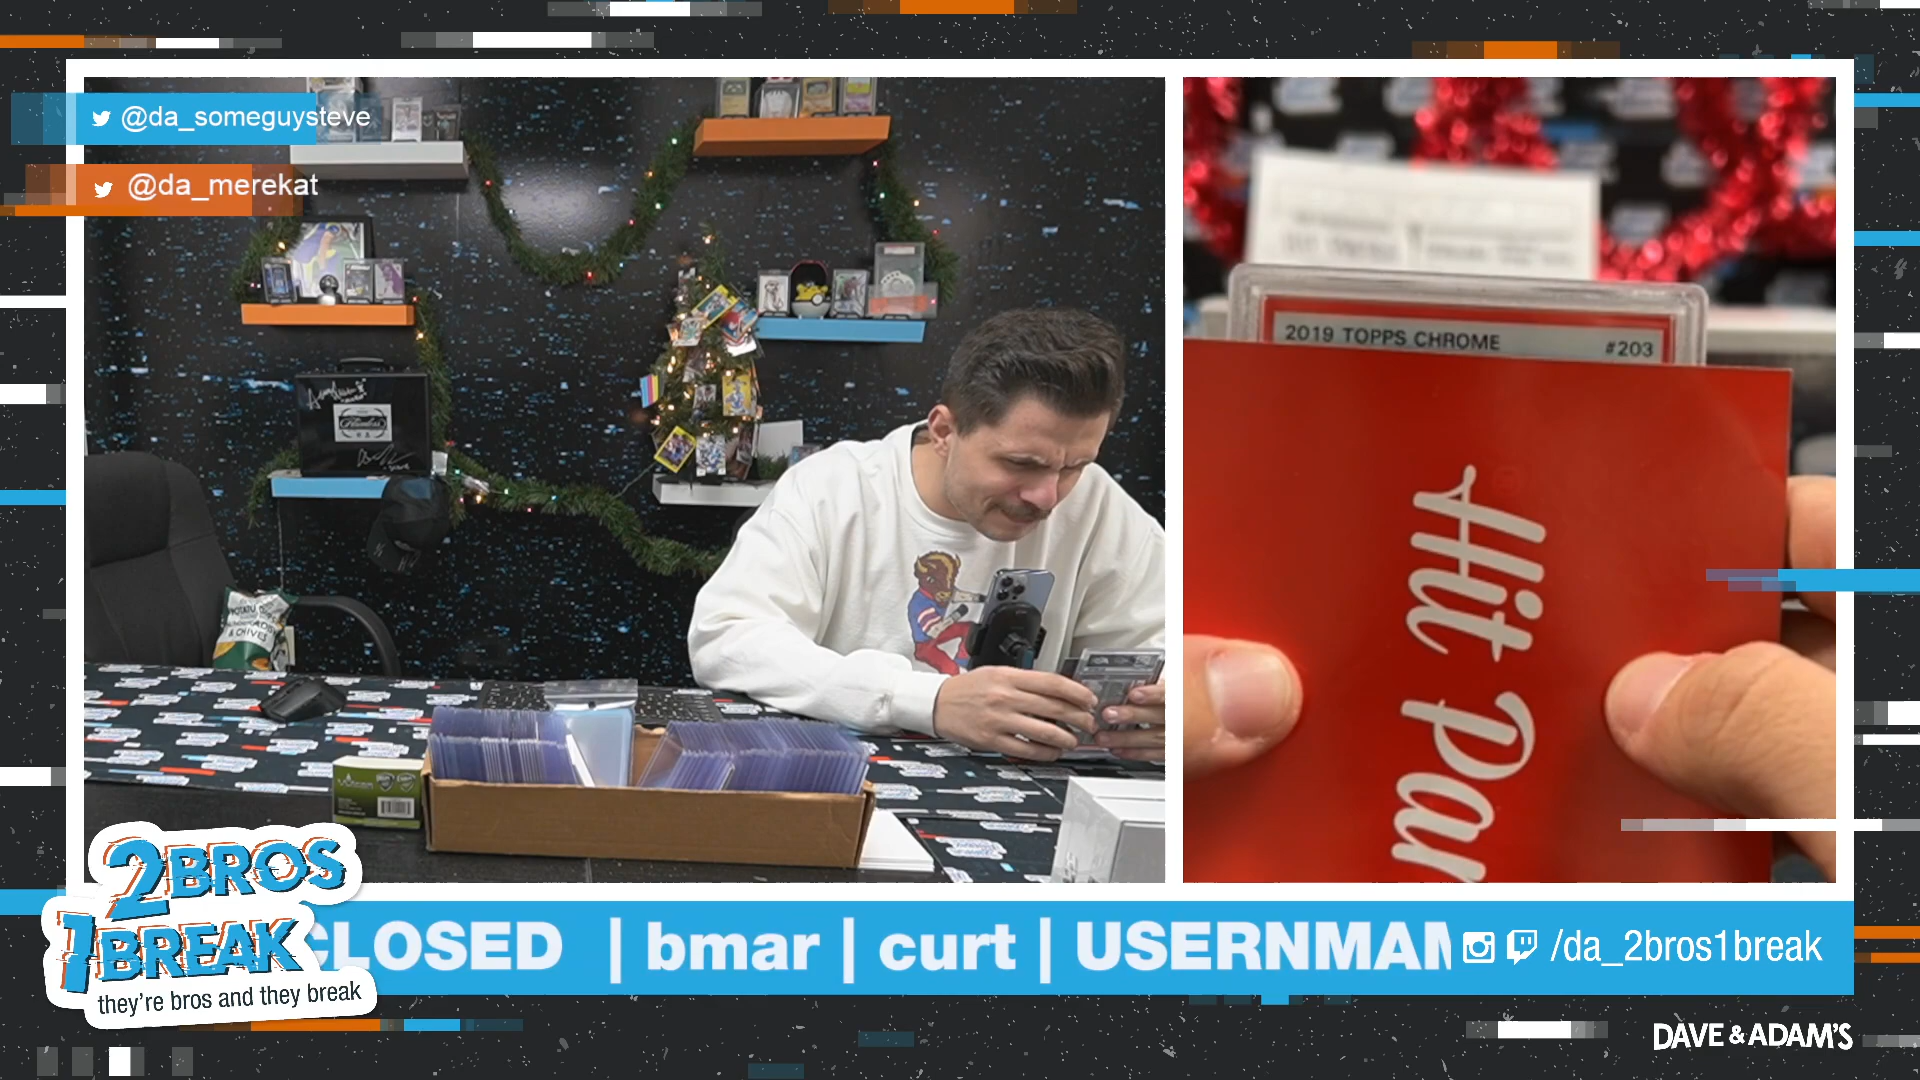 @da_someguysteve
@da_merekat
2019 TOPPS CHROME #203
Hit Par
2BROS
1BREAK
they're bros and they break
CLOSED | bmar | curt | USERNMAM
/da_2bros1break
DAVE & ADAM'S